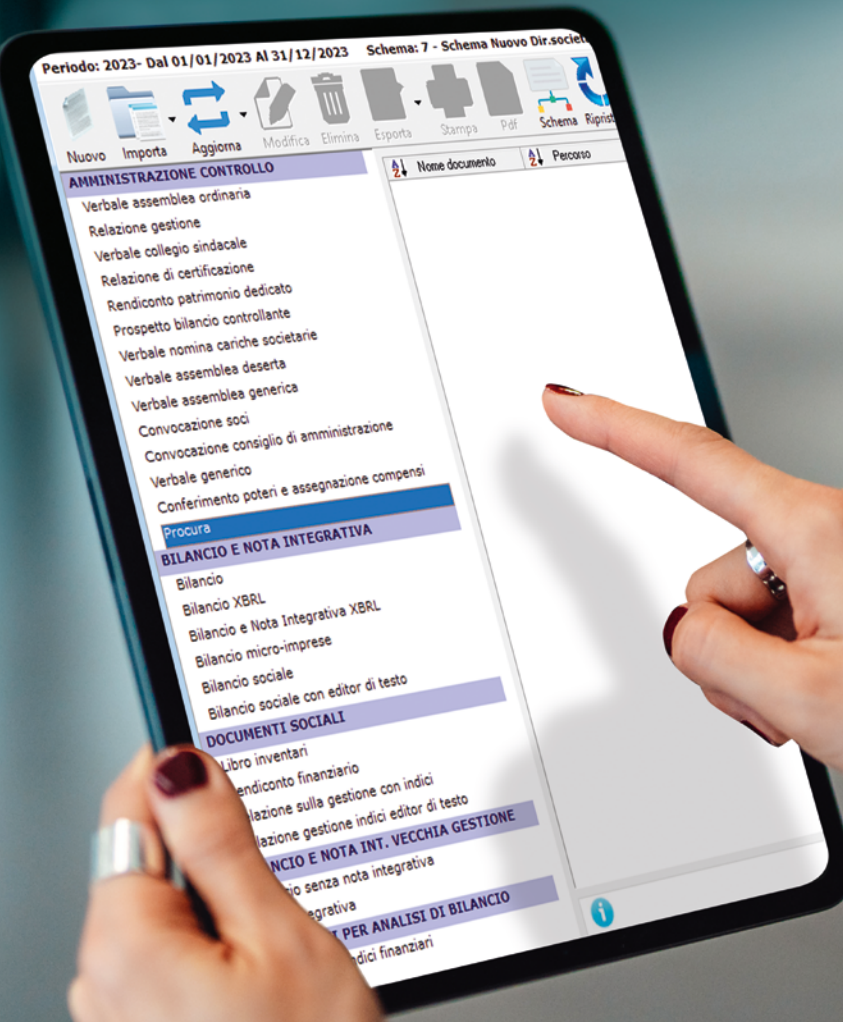 Periodo: 2023- Dal 01/01/2023 Al 31/12/2023 Schema: 7 - Schema Nuovo Dir.societ
Nuovo Importa Aggiorna Modifica Elimina Esporta Stampa Pdf Schema Riprist
AMMINISTRAZIONE CONTROLLO
Nome documento Percorso
Verbale assemblea ordinaria
Relazione gestione
Verbale collegio sindacale
Relazione di certificazione
Rendiconto patrimonio dedicato
Prospetto bilancio controllante
Verbale nomina cariche societarie
Verbale assemblea deserta
Verbale assemblea generica
Convocazione soci
Convocazione consiglio di amministrazione
Verbale generico
Conferimento poteri e assegnazione compensi
Procura
BILANCIO E NOTA INTEGRATIVA
Bilancio
Bilancio XBRL
Bilancio e Nota Integrativa XBRL
Bilancio micro-imprese
Bilancio sociale
Bilancio sociale con editor di testo
DOCUMENTI SOCIALI
Libro inventari
endiconto finanziario
lazione sulla gestione con indici
lazione gestione indici editor di testo
NCIO E NOTA INT. VECCHIA GESTIONE
io senza nota integrativa
egrativa
PER ANALISI DI BILANCIO
dici finanziari